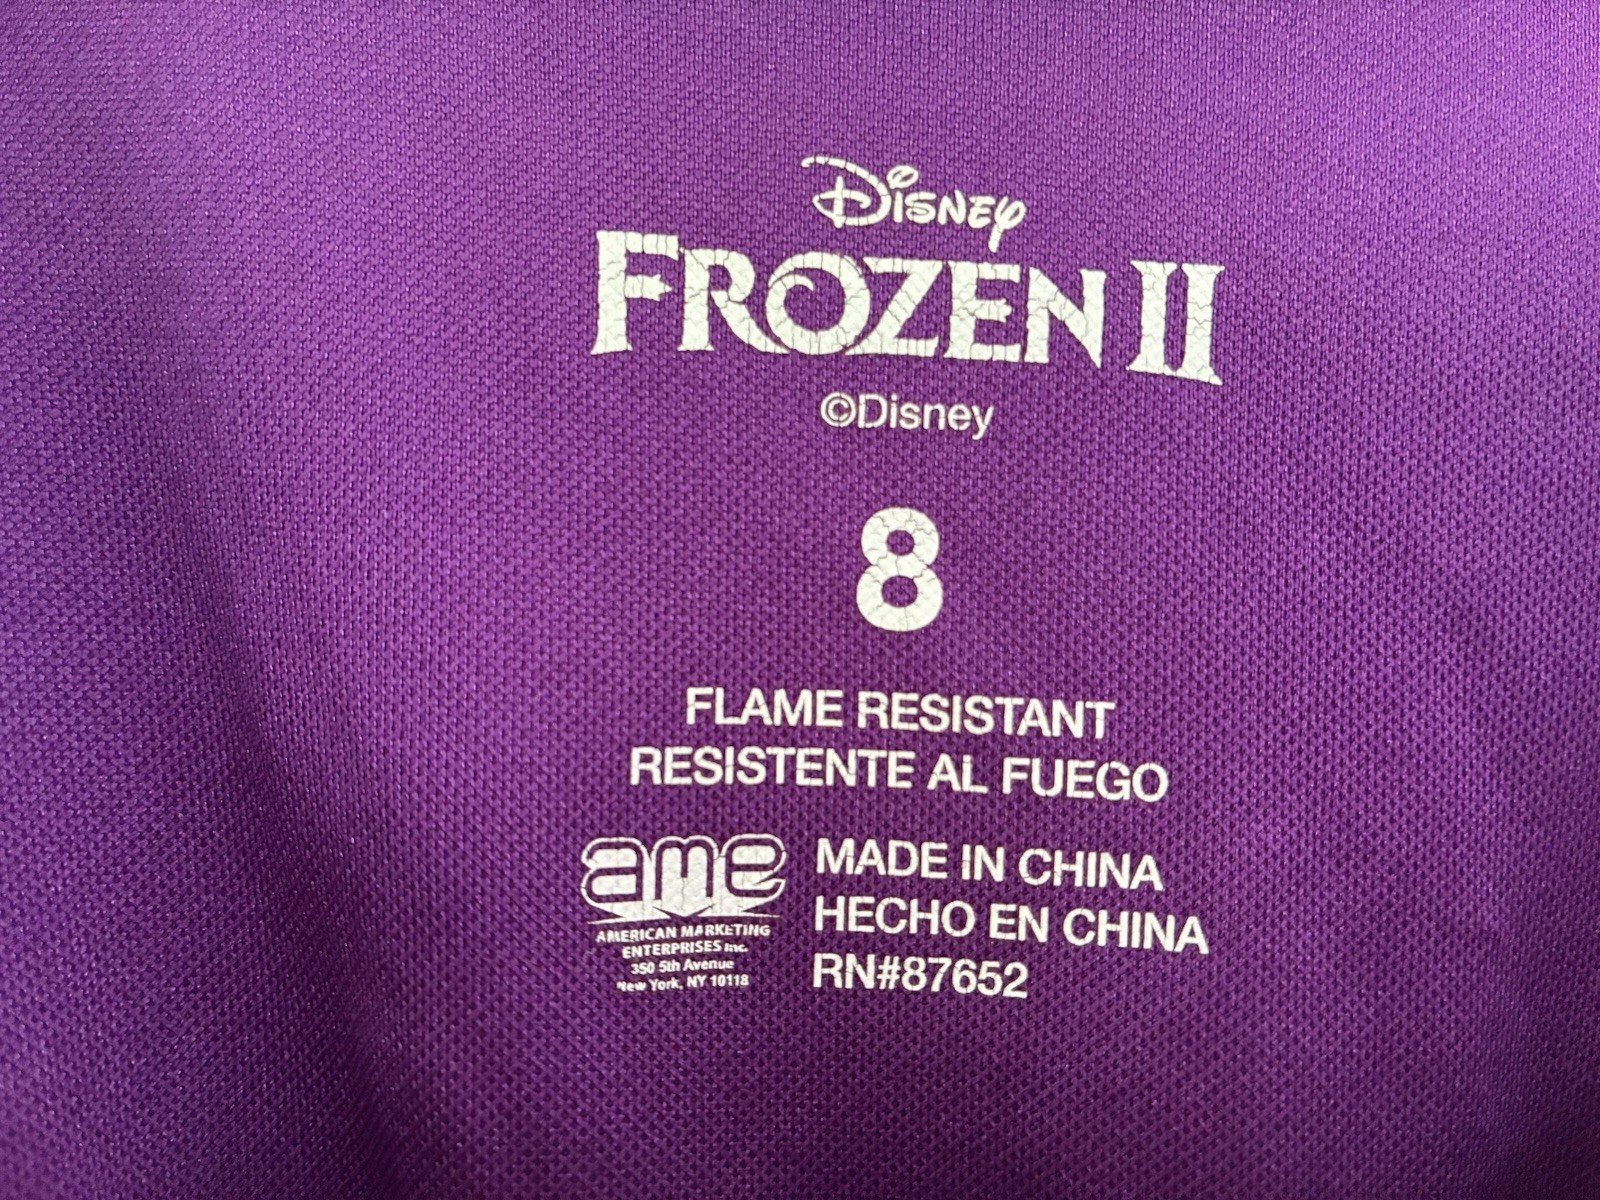 Disney
FROZEN II
©Disney
8
FLAME RESISTANT
RESISTENTE AL FUEGO
ame
AMERICAN MARKETING
ENTERPRISES Inc.
350 5th Avenue
New York, NY 10118
MADE IN CHINA
HECHO EN CHINA
RN#87652